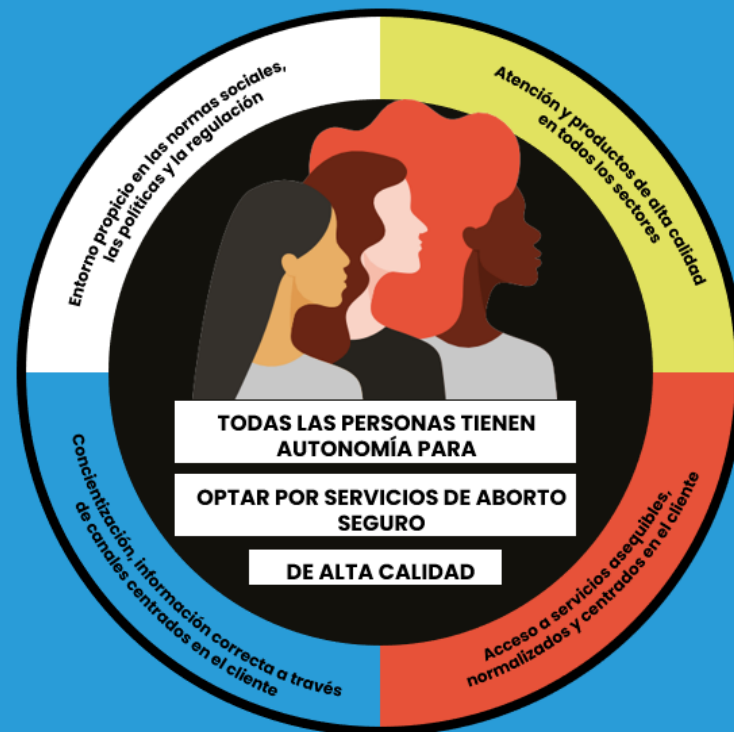 Entorno propicio en las normas sociales,
las políticas y la regulación
Atención y productos de alta calidad
en todos los sectores
TODAS LAS PERSONAS TIENEN
AUTONOMÍA PARA
OPTAR POR SERVICIOS DE ABORTO
SEGURO
DE ALTA CALIDAD
Concientización, información correcta a través
de canales centrados en el cliente
Acceso a servicios asequibles,
normalizados y centrados en el cliente